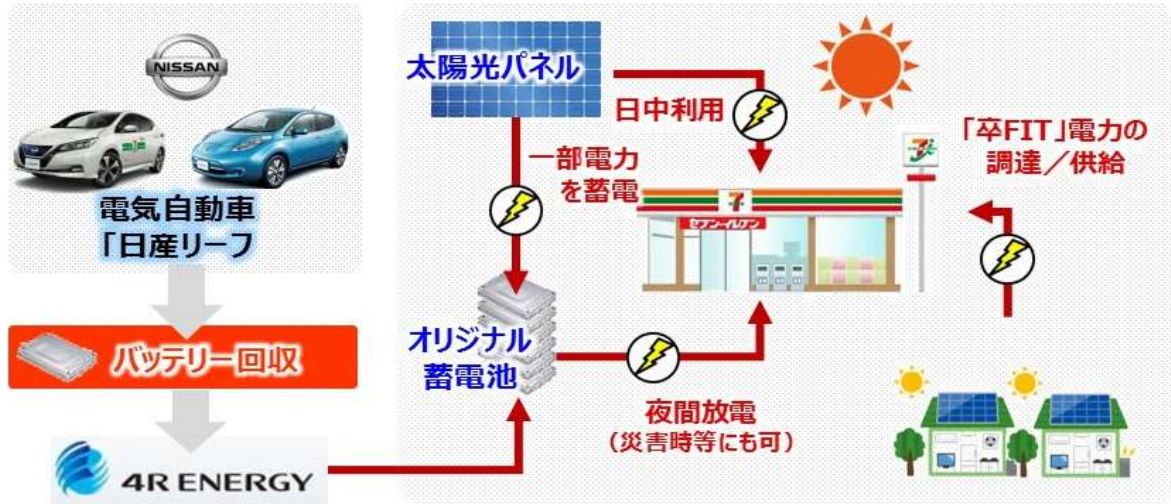 NISSAN
電気自動車
「日産リーフ
バッテリー回収
4R ENERGY
太陽光パネル
日中利用
一部電力
を蓄電
「卒FIT」電力の
調達／供給
7
セブン-イレブン
オリジナル
蓄電池
夜間放電
（災害時等にも可）